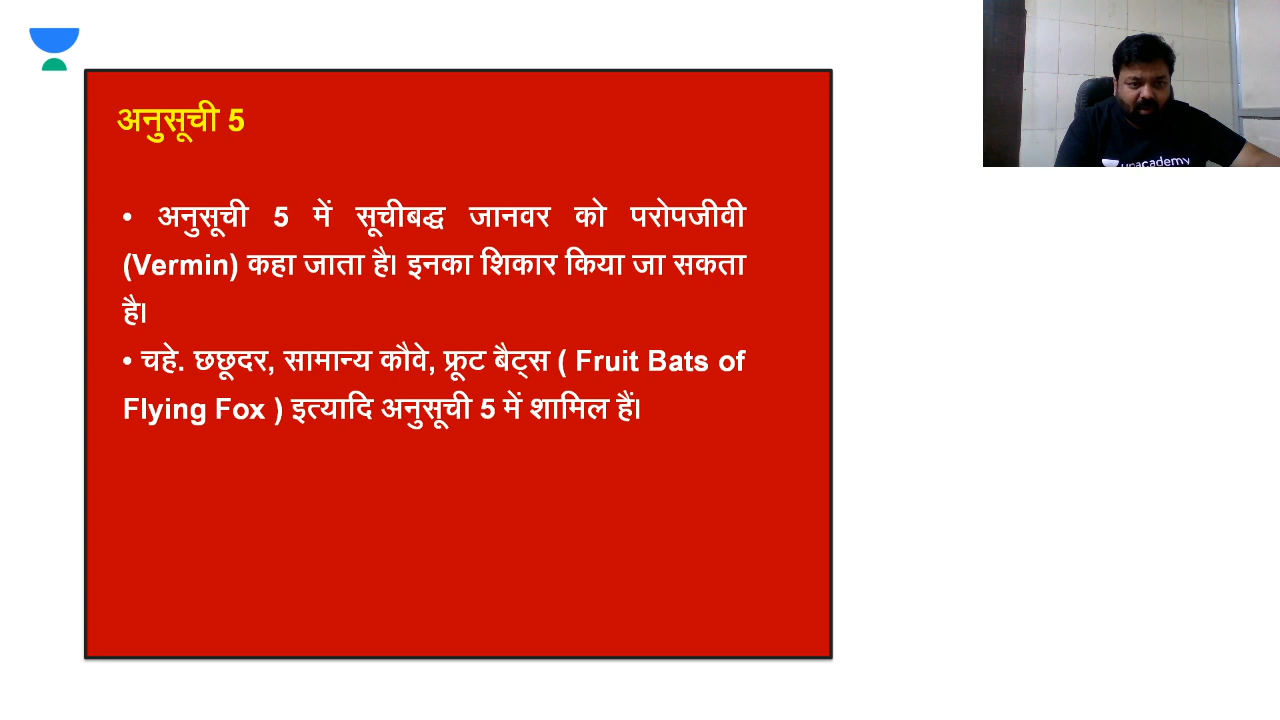 अनुसूची 5
• अनुसूची 5 में सूचीबद्ध जानवर को परोपजीवी
(Vermin) कहा जाता है। इनका शिकार किया जा सकता
है।
• चहे. छछूदर, सामान्य कौवे, फ्रूट बैट्स ( Fruit Bats of
Flying Fox ) इत्यादि अनुसूची 5 में शामिल हैं।
unacademy